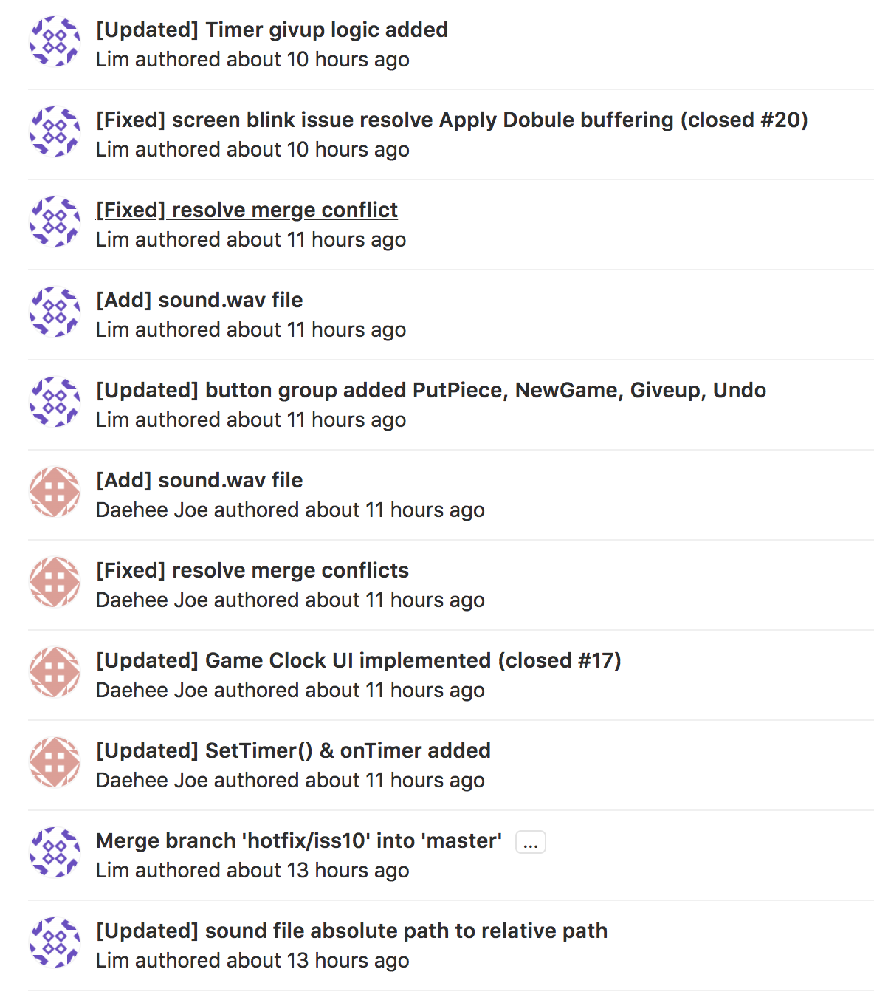 [Updated] Timer givup logic added
Lim authored about 10 hours ago
[Fixed] screen blink issue resolve Apply Dobule buffering (closed #20)
Lim authored about 10 hours ago
[Fixed] resolve merge conflict
Lim authored about 11 hours ago
[Add] sound.wav file
Lim authored about 11 hours ago
[Updated] button group added PutPiece, NewGame, Giveup, Undo
Lim authored about 11 hours ago
[Add] sound.wav file
Daehee Joe authored about 11 hours ago
[Fixed] resolve merge conflicts
Daehee Joe authored about 11 hours ago
[Updated] Game Clock UI implemented (closed #17)
Daehee Joe authored about 11 hours ago
[Updated] SetTimer() & onTimer added
Daehee Joe authored about 11 hours ago
Merge branch 'hotfix/iss10' into 'master' ...
Lim authored about 13 hours ago
[Updated] sound file absolute path to relative path
Lim authored about 13 hours ago